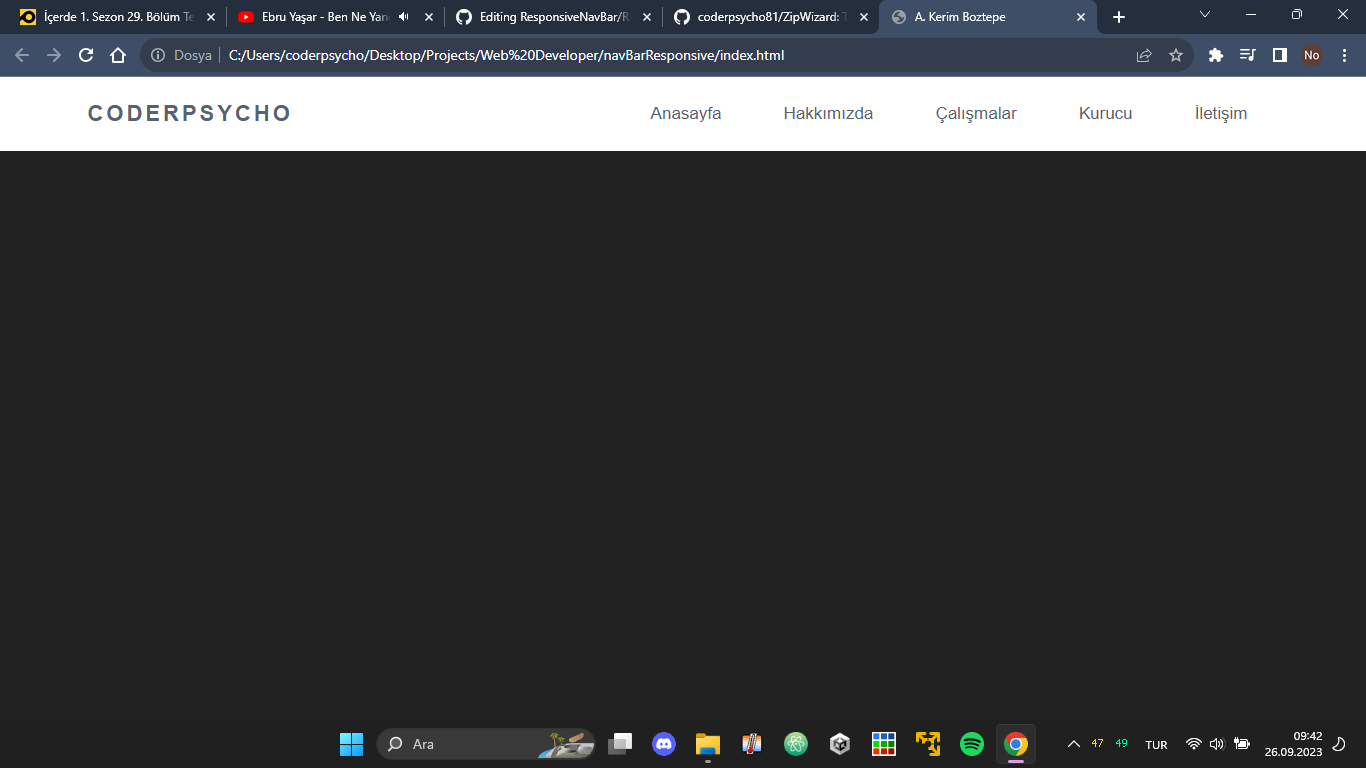 İçerde 1. Sezon 29. Bölüm Te
Ebru Yaşar - Ben Ne Yan
Editing ResponsiveNavBar/R
coderpsycho81/ZipWizard: T
A. Kerim Boztepe
Dosya
C:/Users/coderpsycho/Desktop/Projects/Web%20Developer/navBarResponsive/index.html
No
CODERPSYCHO
Anasayfa
Hakkımızda
Çalışmalar
Kurucu
İletişim
Ara
47
49
TUR
09:42
26.09.2023